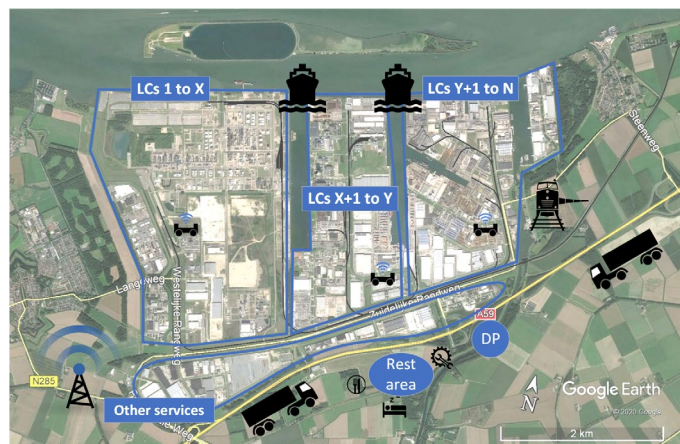 LCs 1 to X
LCs Y+1 to N
Steenweg
LCs X+1 to Y
Langeweg
Westelijke Randweg
Zuidelijke Randweg
A59
DP
Rest
area
N285
Other services
Google Earth
© 2020 Google
N
2 km